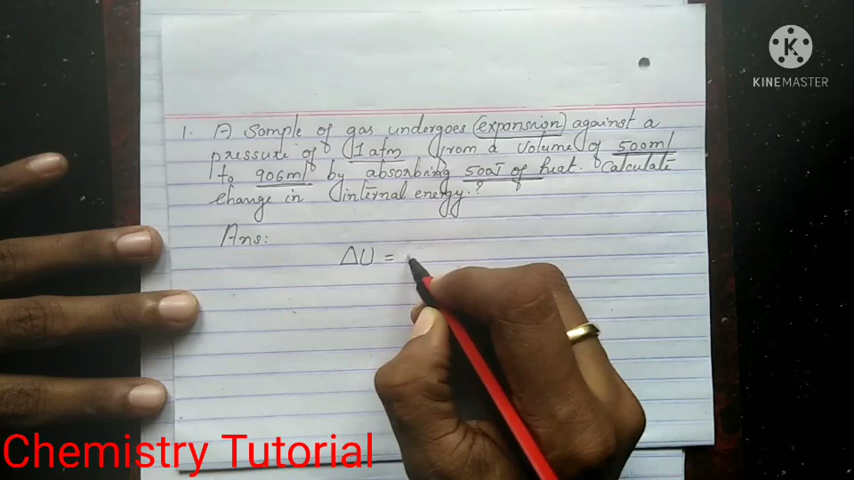 KINEMASTER
1. A sample of gas undergoes expansion against a
pressure of 1 atm from a volume of 500ml
to 906ml by absorbing 500J of heat. Calculate
change in internal energy.?
Ans:
ΔU =
Chemistry Tutorial